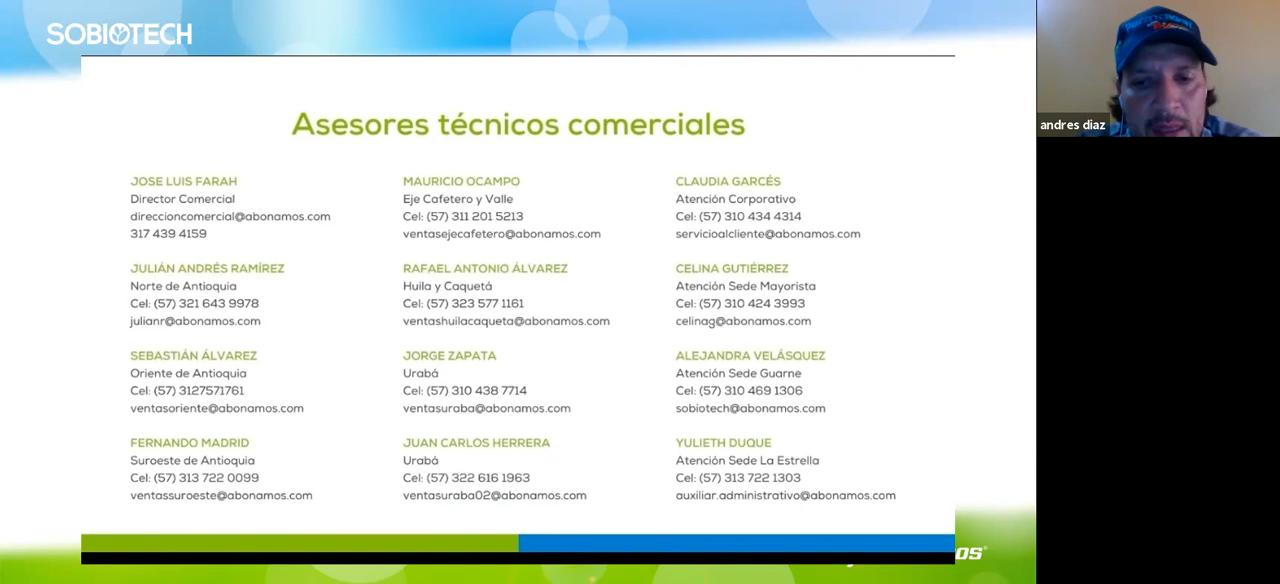 SOBIOTECH
andres diaz
Asesores técnicos comerciales
JOSE LUIS FARAH
Director Comercial
direccioncomercial@abonamos.com
317 439 4159
MAURICIO OCAMPO
Eje Cafetero y Valle
Cel: (57) 311 201 5213
ventasejecafetero@abonamos.com
CLAUDIA GARCÉS
Atención Corporativo
Cel: (57) 310 434 4314
servicioalcliente@abonamos.com
JULIÁN ANDRÉS RAMÍREZ
Norte de Antioquia
Cel: (57) 321 643 9978
julianr@abonamos.com
RAFAEL ANTONIO ÁLVAREZ
Huila y Caquetá
Cel: (57) 323 577 1161
ventashuilacaqueta@abonamos.com
CELINA GUTIÉRREZ
Atención Sede Mayorista
Cel: (57) 310 424 3993
celinag@abonamos.com
SEBASTIÁN ÁLVAREZ
Oriente de Antioquia
Cel: (57) 3127571761
ventasoriente@abonamos.com
JORGE ZAPATA
Urabá
Cel: (57) 310 438 7714
ventasuraba@abonamos.com
ALEJANDRA VELÁSQUEZ
Atención Sede Guarne
Cel: (57) 310 469 1306
sobiotech@abonamos.com
FERNANDO MADRID
Suroeste de Antioquia
Cel: (57) 313 722 0099
ventassuroeste@abonamos.com
JUAN CARLOS HERRERA
Urabá
Cel: (57) 322 616 1963
ventasuraba02@abonamos.com
YULIETH DUQUE
Atención Sede La Estrella
Cel: (57) 313 722 1303
auxiliar.administrativo@abonamos.com